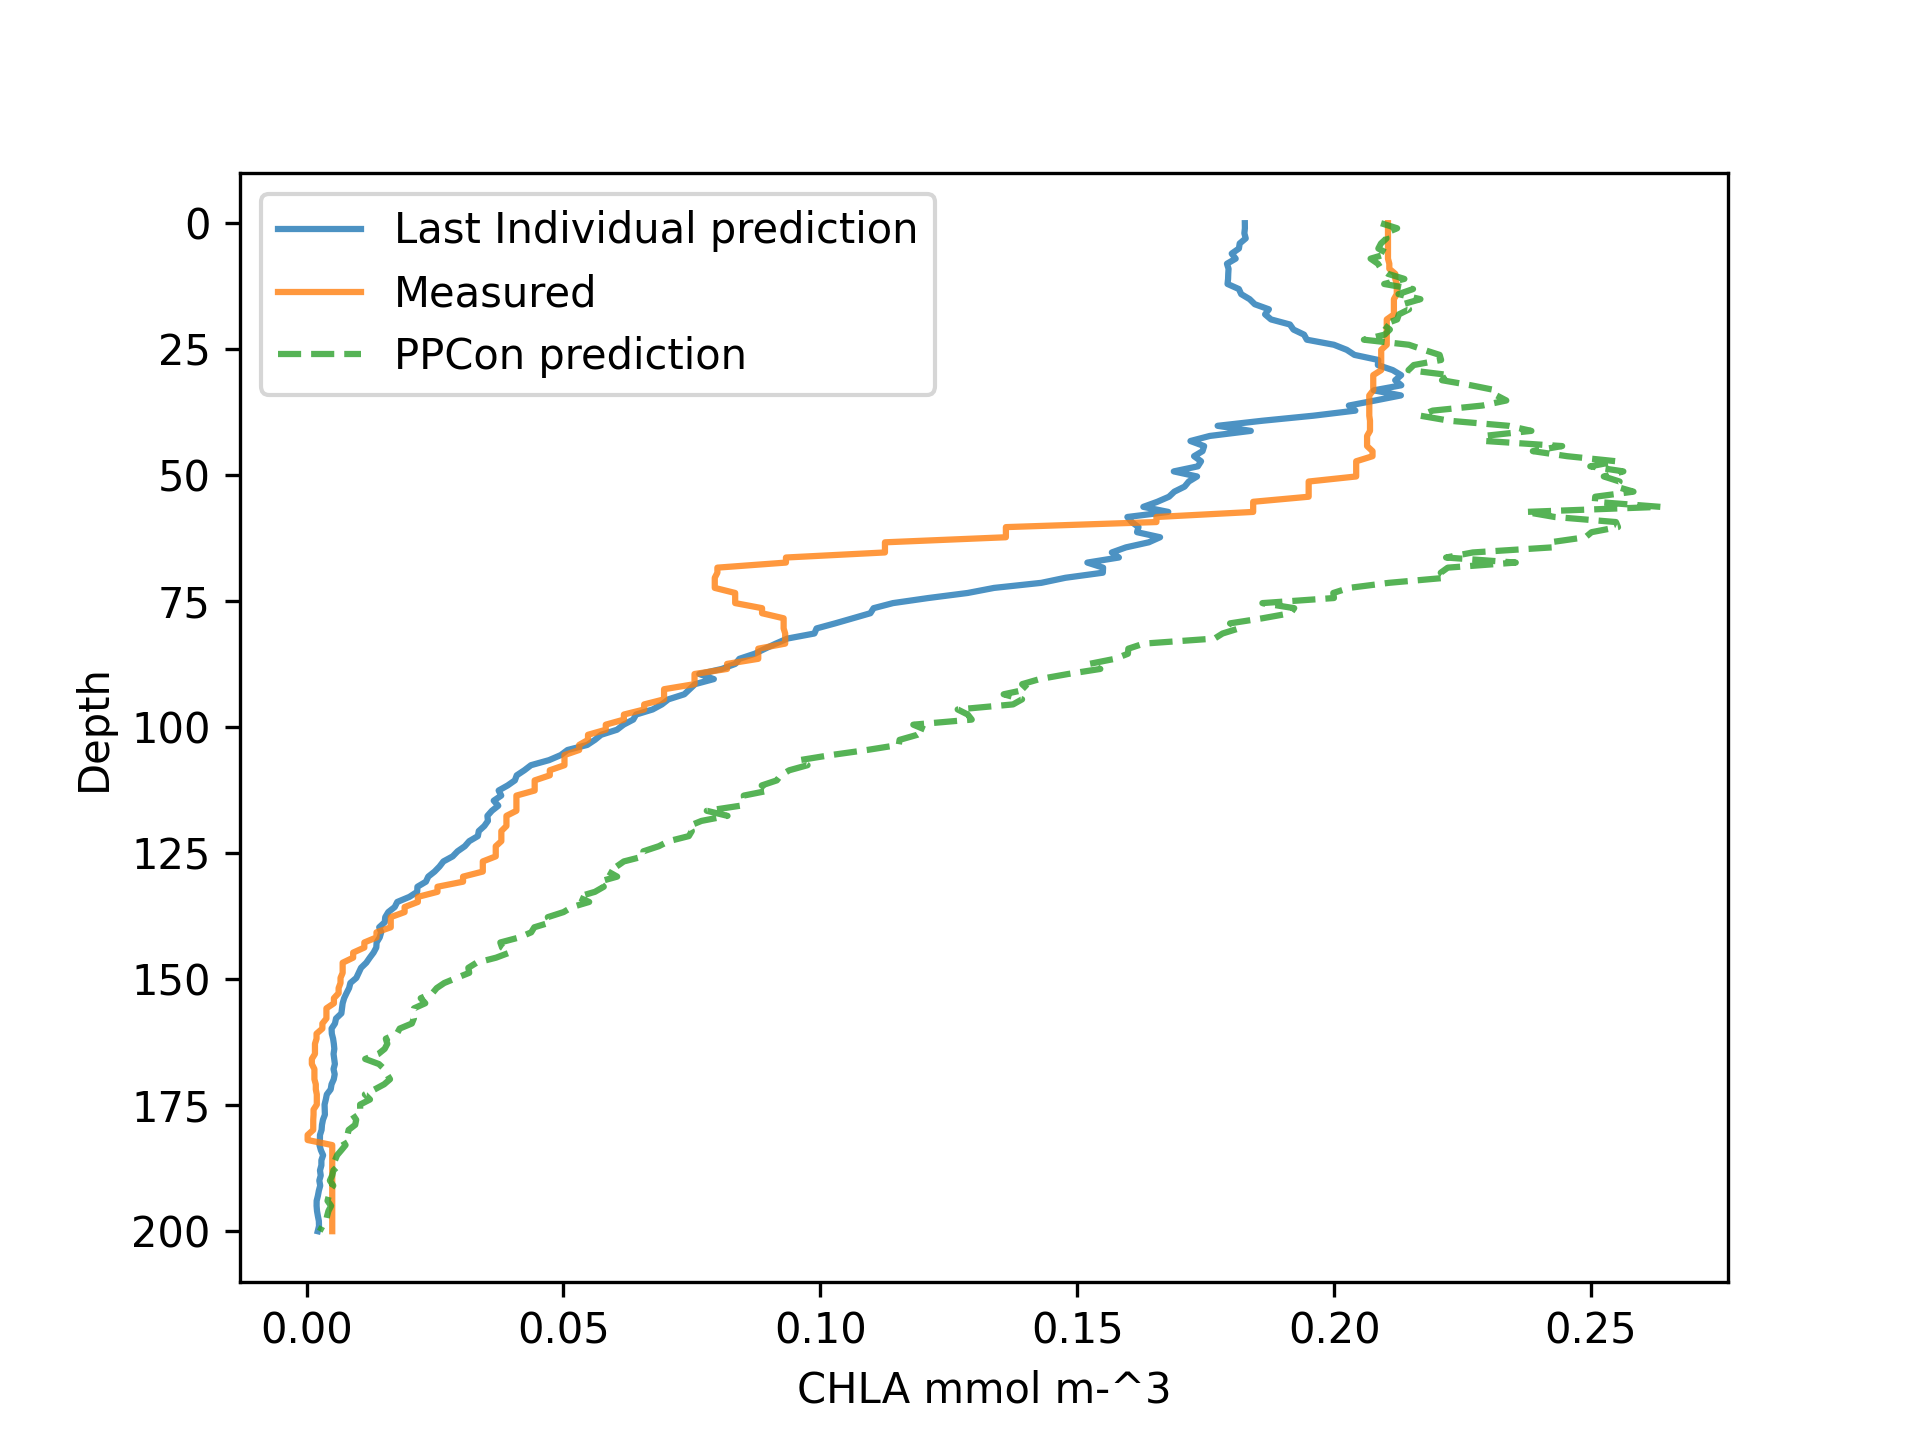 Last Individual prediction
Measured
PPCon prediction
0
25
50
75
100
125
150
175
200
Depth
0.00 0.05 0.10 0.15 0.20 0.25
CHLA mmol m-^3